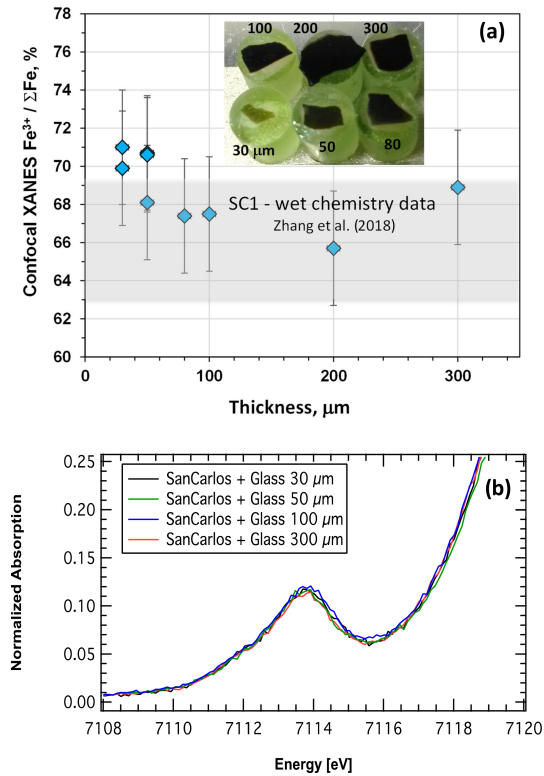 78
76
74
72
70
68
66
64
62
60
Confocal XANES Fe³⁺ / ΣFe, %
(a)
100 200 300
30 µm 50 80
SC1 - wet chemistry data
Zhang et al. (2018)
0 100 200 300
Thickness, µm
0.25
0.20
0.15
0.10
0.05
0.00
Normalized Absorption
SanCarlos + Glass 30 µm
SanCarlos + Glass 50 µm
SanCarlos + Glass 100 µm
SanCarlos + Glass 300 µm
(b)
7108 7110 7112 7114 7116 7118 7120
Energy [eV]